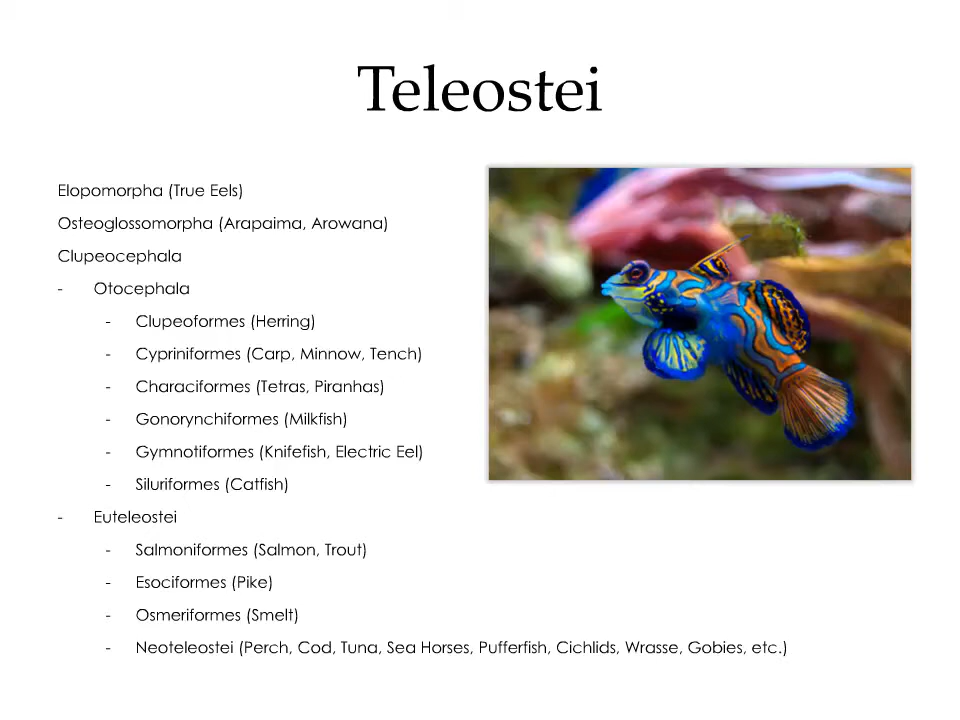 Teleostei
Elopomorpha (True Eels)
Osteoglossomorpha (Arapaima, Arowana)
Clupeocephala
- Otocephala
- Clupeoformes (Herring)
- Cypriniformes (Carp, Minnow, Tench)
- Characiformes (Tetras, Piranhas)
- Gonorynchiformes (Milkfish)
- Gymnotiformes (Knifefish, Electric Eel)
- Siluriformes (Catfish)
- Euteleostei
- Salmoniformes (Salmon, Trout)
- Esociformes (Pike)
- Osmeriformes (Smelt)
- Neoteleostei (Perch, Cod, Tuna, Sea Horses, Pufferfish, Cichlids, Wrasse, Gobies, etc.)